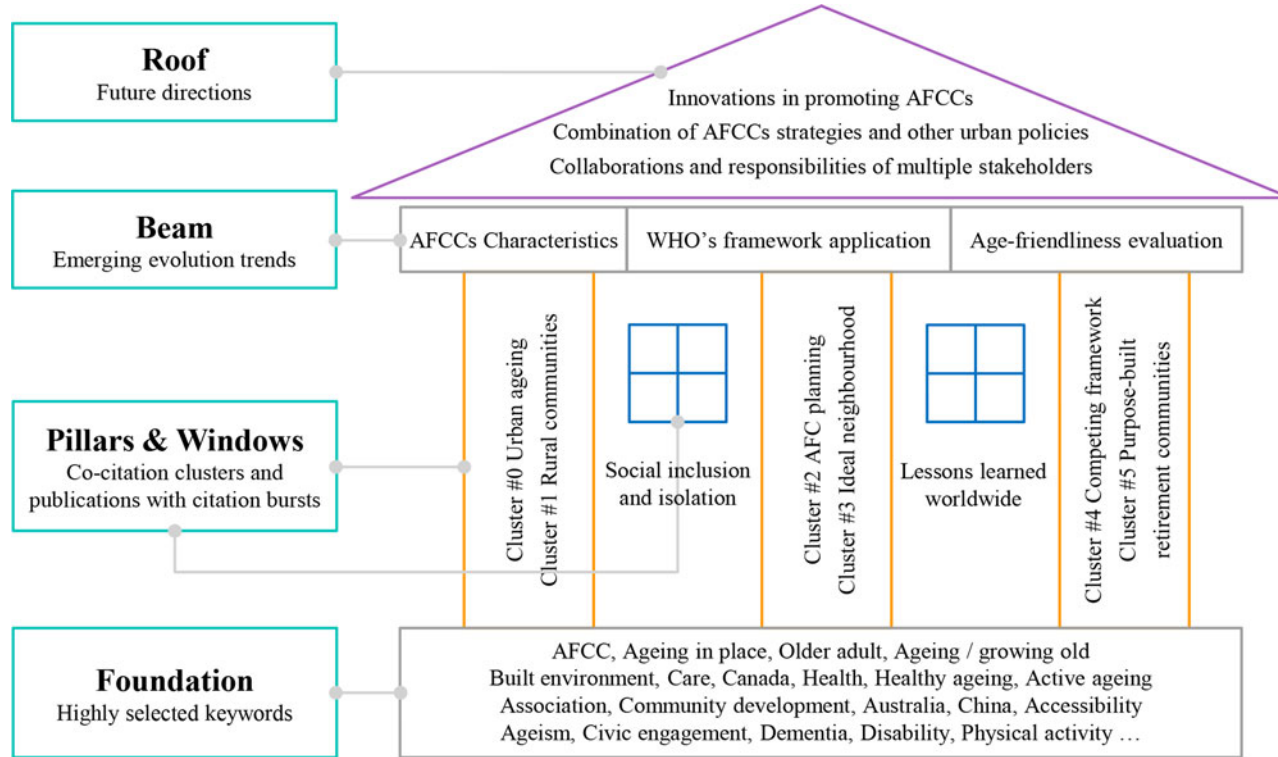 Roof
Future directions
Innovations in promoting AFCCs
Combination of AFCCs strategies and other urban policies
Collaborations and responsibilities of multiple stakeholders
Beam
Emerging evolution trends
AFCCs Characteristics
WHO's framework application
Age-friendliness evaluation
Pillars & Windows
Co-citation clusters and
publications with citation bursts
Cluster #0 Urban ageing
Cluster #1 Rural communities
Social inclusion
and isolation
Cluster #2 AFC planning
Cluster #3 Ideal neighbourhood
Lessons learned
worldwide
Cluster #4 Competing framework
Cluster #5 Purpose-built
retirement communities
Foundation
Highly selected keywords
AFCC, Ageing in place, Older adult, Ageing / growing old
Built environment, Care, Canada, Health, Healthy ageing, Active ageing
Association, Community development, Australia, China, Accessibility
Ageism, Civic engagement, Dementia, Disability, Physical activity …